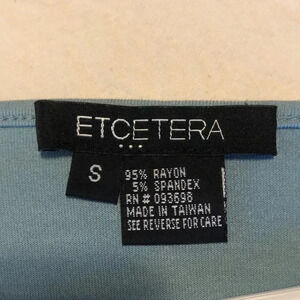 ETCETERA
...
S
95% RAYON
5% SPANDEX
RN# 093698
MADE IN TAIWAN
SEE REVERSE FOR CARE